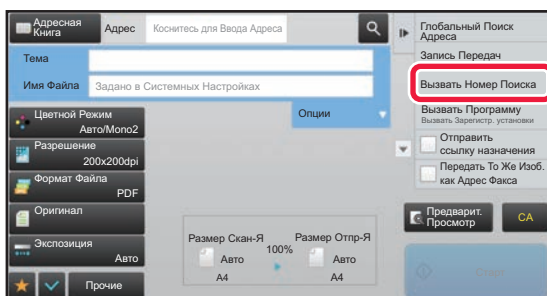 Адресная
Книга
Адрес
Коснитесь для Ввода Адреса
Тема
Имя Файла
Задано в Системных Настройках
Цветной Режим
Авто/Mono2
Опции
Разрешение
200x200dpi
Формат Файла
PDF
Оригинал
Экспозиция
Авто
Прочие
Размер Скан-Я
100%
Размер Отпр-Я
Авто
Авто
A4
A4
Глобальный Поиск
Адреса
Запись Передач
Вызвать Номер Поиска
Вызвать Программу
Вызвать Зарегистр. установки
Отправить
ссылку назначения
Передать То Же Изоб.
как Адрес Факса
Предварит.
Просмотр
CA